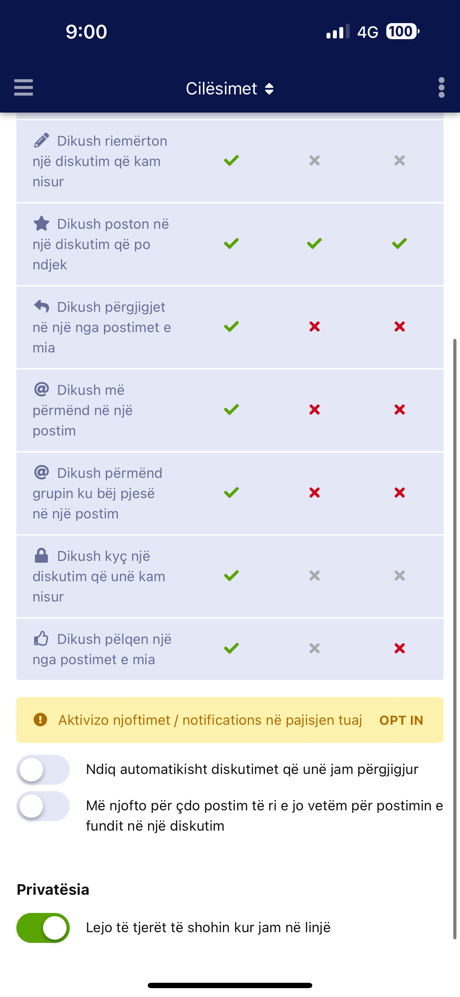 9:00
4G 100
Cilësimet
Dikush riemërton
një diskutim që kam
nisur
Dikush poston në
një diskutim që po
ndjek
Dikush përgjigjet
në një nga postimet e
mia
@ Dikush më
përmënd në një
postim
@ Dikush përmënd
grupin ku bëj pjesë
në një postim
Dikush kyç një
diskutim që unë kam
nisur
Dikush pëlqen një
nga postimet e mia
Aktivizo njoftimet / notifications në pajisjen tuaj OPT IN
Ndiq automatikisht diskutimet që unë jam përgjigjur
Më njofto për çdo postim të ri e jo vetëm për postimin e
fundit në një diskutim
Privatësia
Lejo të tjerët të shohin kur jam në linjë